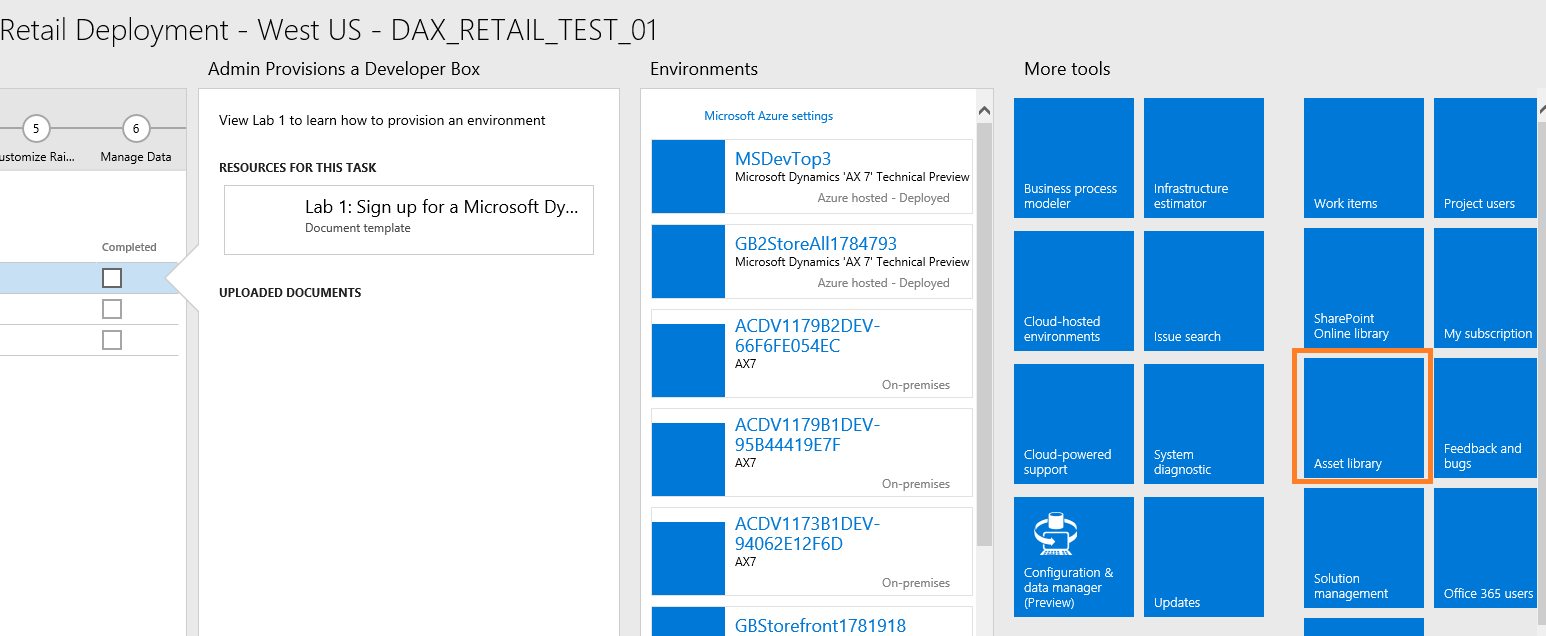 Retail Deployment - West US - DAX_RETAIL_TEST_01
5
6
ustomize Rai...
Manage Data
Completed
Admin Provisions a Developer Box
View Lab 1 to learn how to provision an environment
RESOURCES FOR THIS TASK
Lab 1: Sign up for a Microsoft Dy...
Document template
UPLOADED DOCUMENTS
Environments
Microsoft Azure settings
MSDevTop3
Microsoft Dynamics 'AX 7' Technical Preview
Azure hosted - Deployed
GB2StoreAll1784793
Microsoft Dynamics 'AX 7' Technical Preview
Azure hosted - Deployed
ACDV1179B2DEV-
66F6FE054EC
AX7
On-premises
ACDV1179B1DEV-
95B44419E7F
AX7
On-premises
ACDV1173B1DEV-
94062E12F6D
AX7
On-premises
GBStorefront1781918
More tools
Business process
modeler
Infrastructure
estimator
Work items
Project users
Cloud-hosted
environments
Issue search
SharePoint
Online library
My subscription
Cloud-powered
support
System
diagnostic
Asset library
Feedback and
bugs
Configuration &
data manager
(Preview)
Updates
Solution
management
Office 365 users